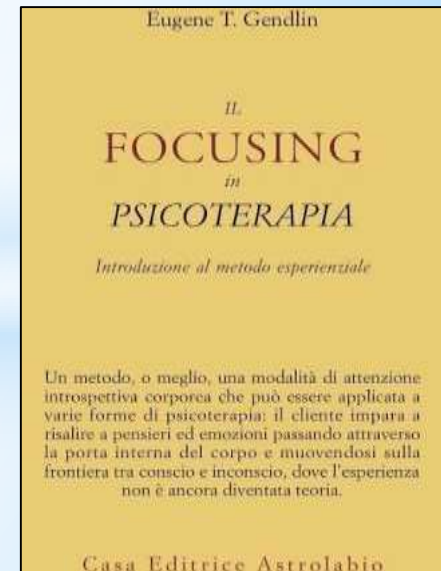 Eugene T. Gendlin
IL
FOCUSING
in
PSICOTERAPIA
Introduzione al metodo esperienziale
Un metodo, o meglio, una modalità di attenzione
introspettiva corporea che può essere applicata a
varie forme di psicoterapia: il cliente impara a
risalire a pensieri ed emozioni passando attraverso
la porta interna del corpo e muovendosi sulla
frontiera tra conscio e inconscio, dove l'esperienza
non è ancora diventata teoria.
Casa Editrice Astrolabio